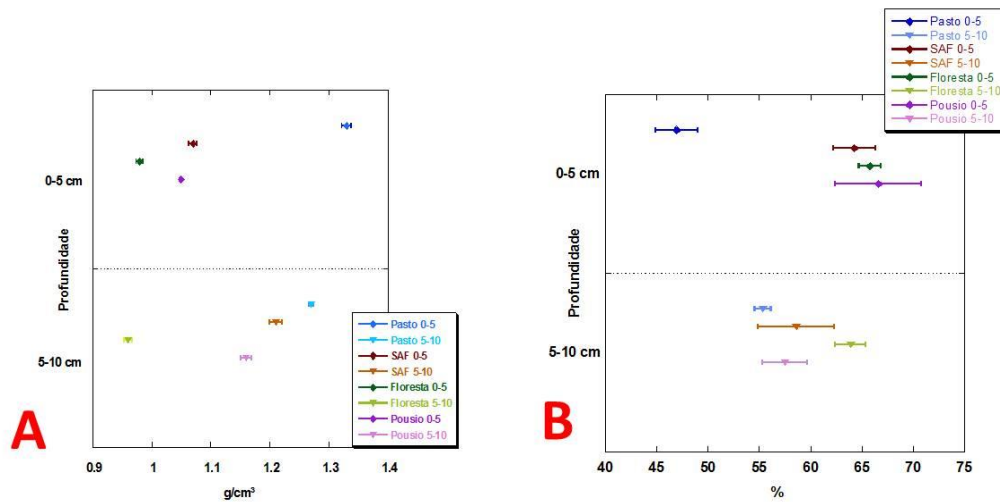 Profundidade
0-5 cm
5-10 cm
0.9 1 1.1 1.2 1.3 1.4
g/cm³
Pasto 0-5
Pasto 5-10
SAF 0-5
SAF 5-10
Floresta 0-5
Floresta 5-10
Pousio 0-5
Pousio 5-10
A
Pasto 0-5
Pasto 5-10
SAF 0-5
SAF 5-10
Floresta 0-5
Floresta 5-10
Pousio 0-5
Pousio 5-10
Profundidade
0-5 cm
5-10 cm
40 45 50 55 60 65 70 75
%
B